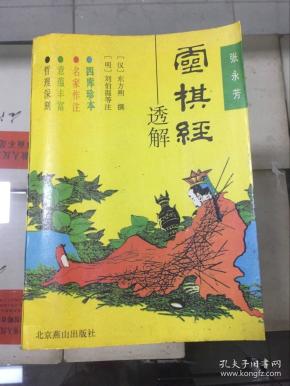 张永芳
靈棋經
透解
〔汉〕东方朔 撰
〔明〕刘伯温等注
●四库珍本
●名家作注
●意蕴丰富
●哲理深刻
北京燕山出版社
孔夫子旧书网